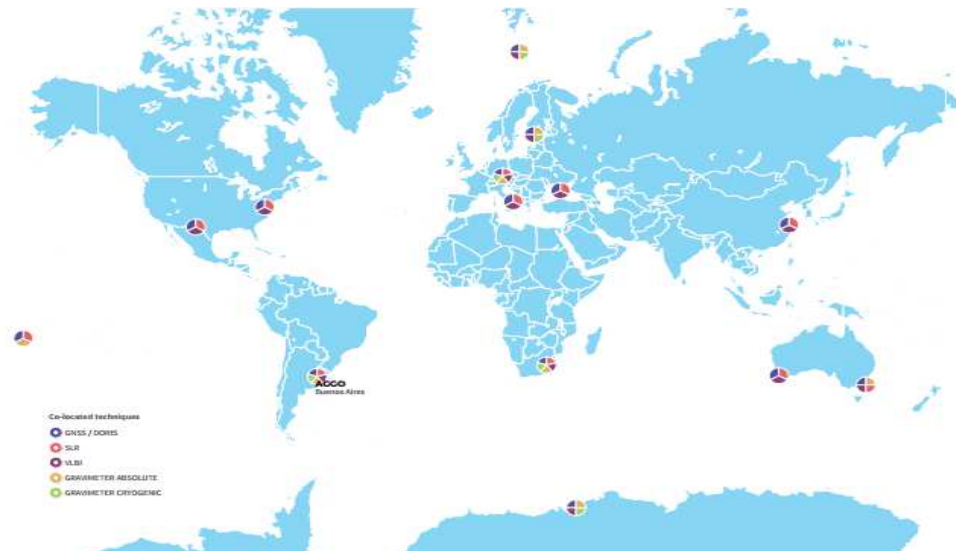 AGGO
Buenos Aires
Co-located techniques
GNSS / DORIS
SLR
VLBI
GRAVIMETER ABSOLUTE
GRAVIMETER CRYOGENIC